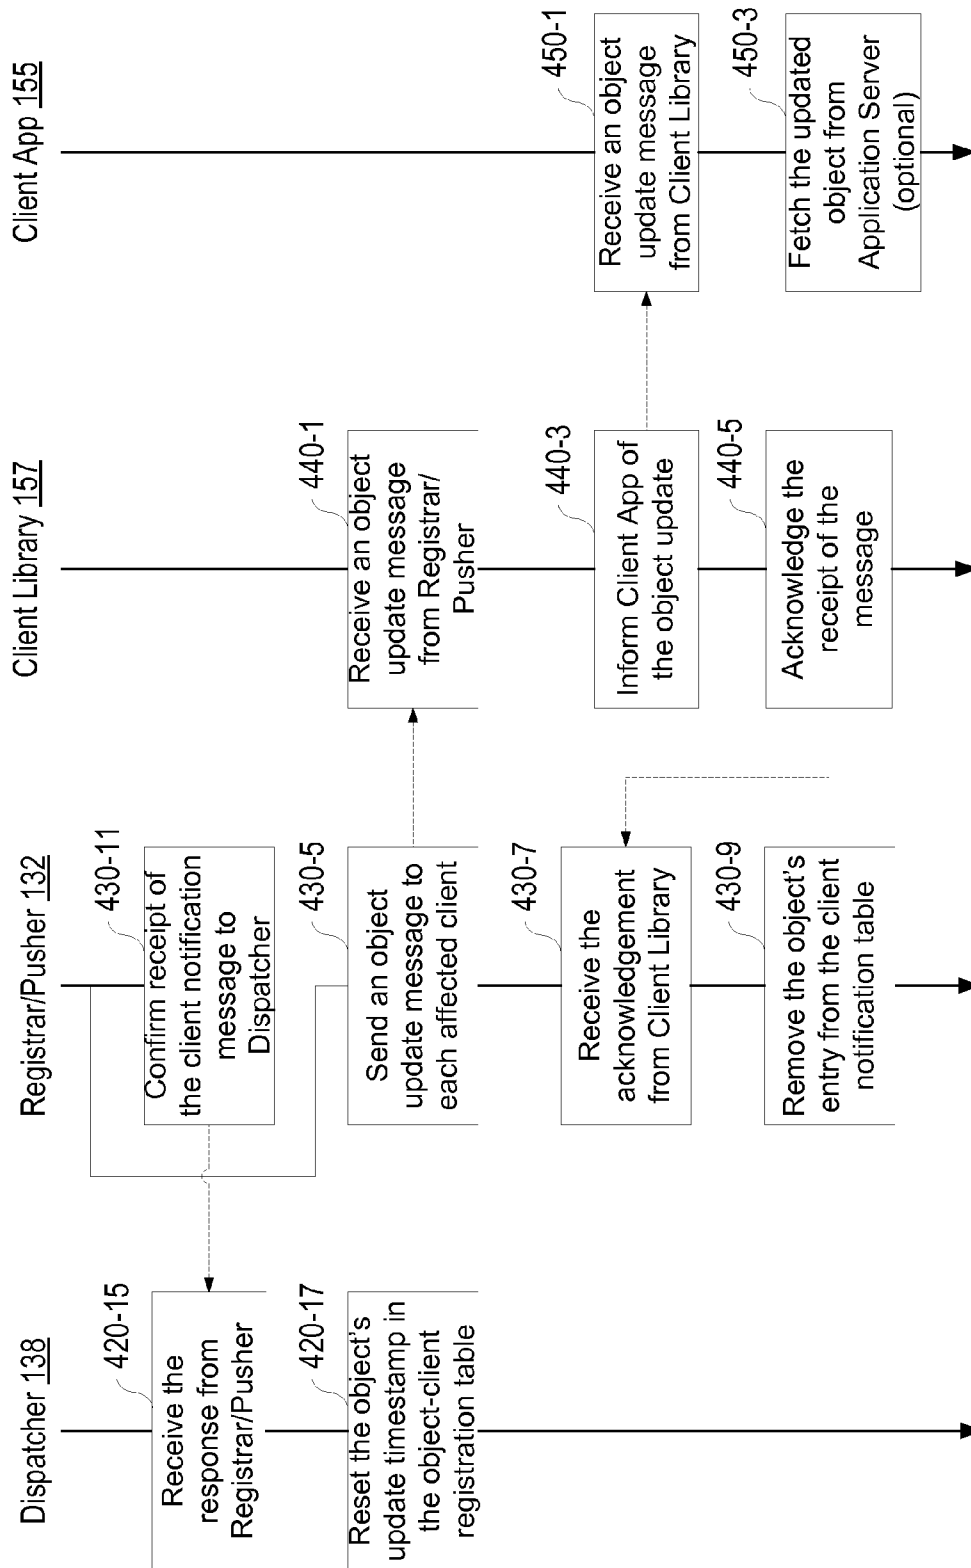 Dispatcher 138
420-15
Receive the
response from
Registrar/Pusher
420-17
Reset the object's
update timestamp in
the object-client
registration table
Registrar/Pusher 132
430-11
Confirm receipt of
the client notification
message to
Dispatcher
430-5
Send an object
update message to
each affected client
430-7
Receive the
acknowledgement
from Client Library
430-9
Remove the object's
entry from the client
notification table
Client Library 157
440-1
Receive an object
update message
from Registrar/
Pusher
440-3
Inform Client App of
the object update
440-5
Acknowledge the
receipt of the
message
Client App 155
450-1
Receive an object
update message
from Client Library
450-3
Fetch the updated
object from
Application Server
(optional)